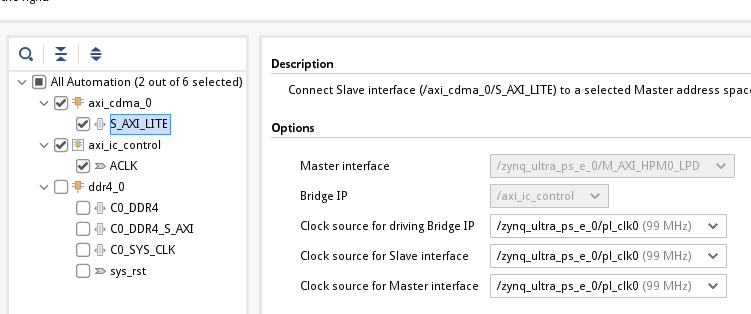 All Automation (2 out of 6 selected)
axi_cdma_0
S_AXI_LITE
axi_ic_control
ACLK
ddr4_0
C0_DDR4
C0_DDR4_S_AXI
C0_SYS_CLK
sys_rst
Description
Connect Slave interface (/axi_cdma_0/S_AXI_LITE) to a selected Master address spac
Options
Master interface /zynq_ultra_ps_e_0/M_AXI_HPM0_LPD
Bridge IP /axi_ic_control
Clock source for driving Bridge IP /zynq_ultra_ps_e_0/pl_clk0 (99 MHz)
Clock source for Slave interface /zynq_ultra_ps_e_0/pl_clk0 (99 MHz)
Clock source for Master interface /zynq_ultra_ps_e_0/pl_clk0 (99 MHz)